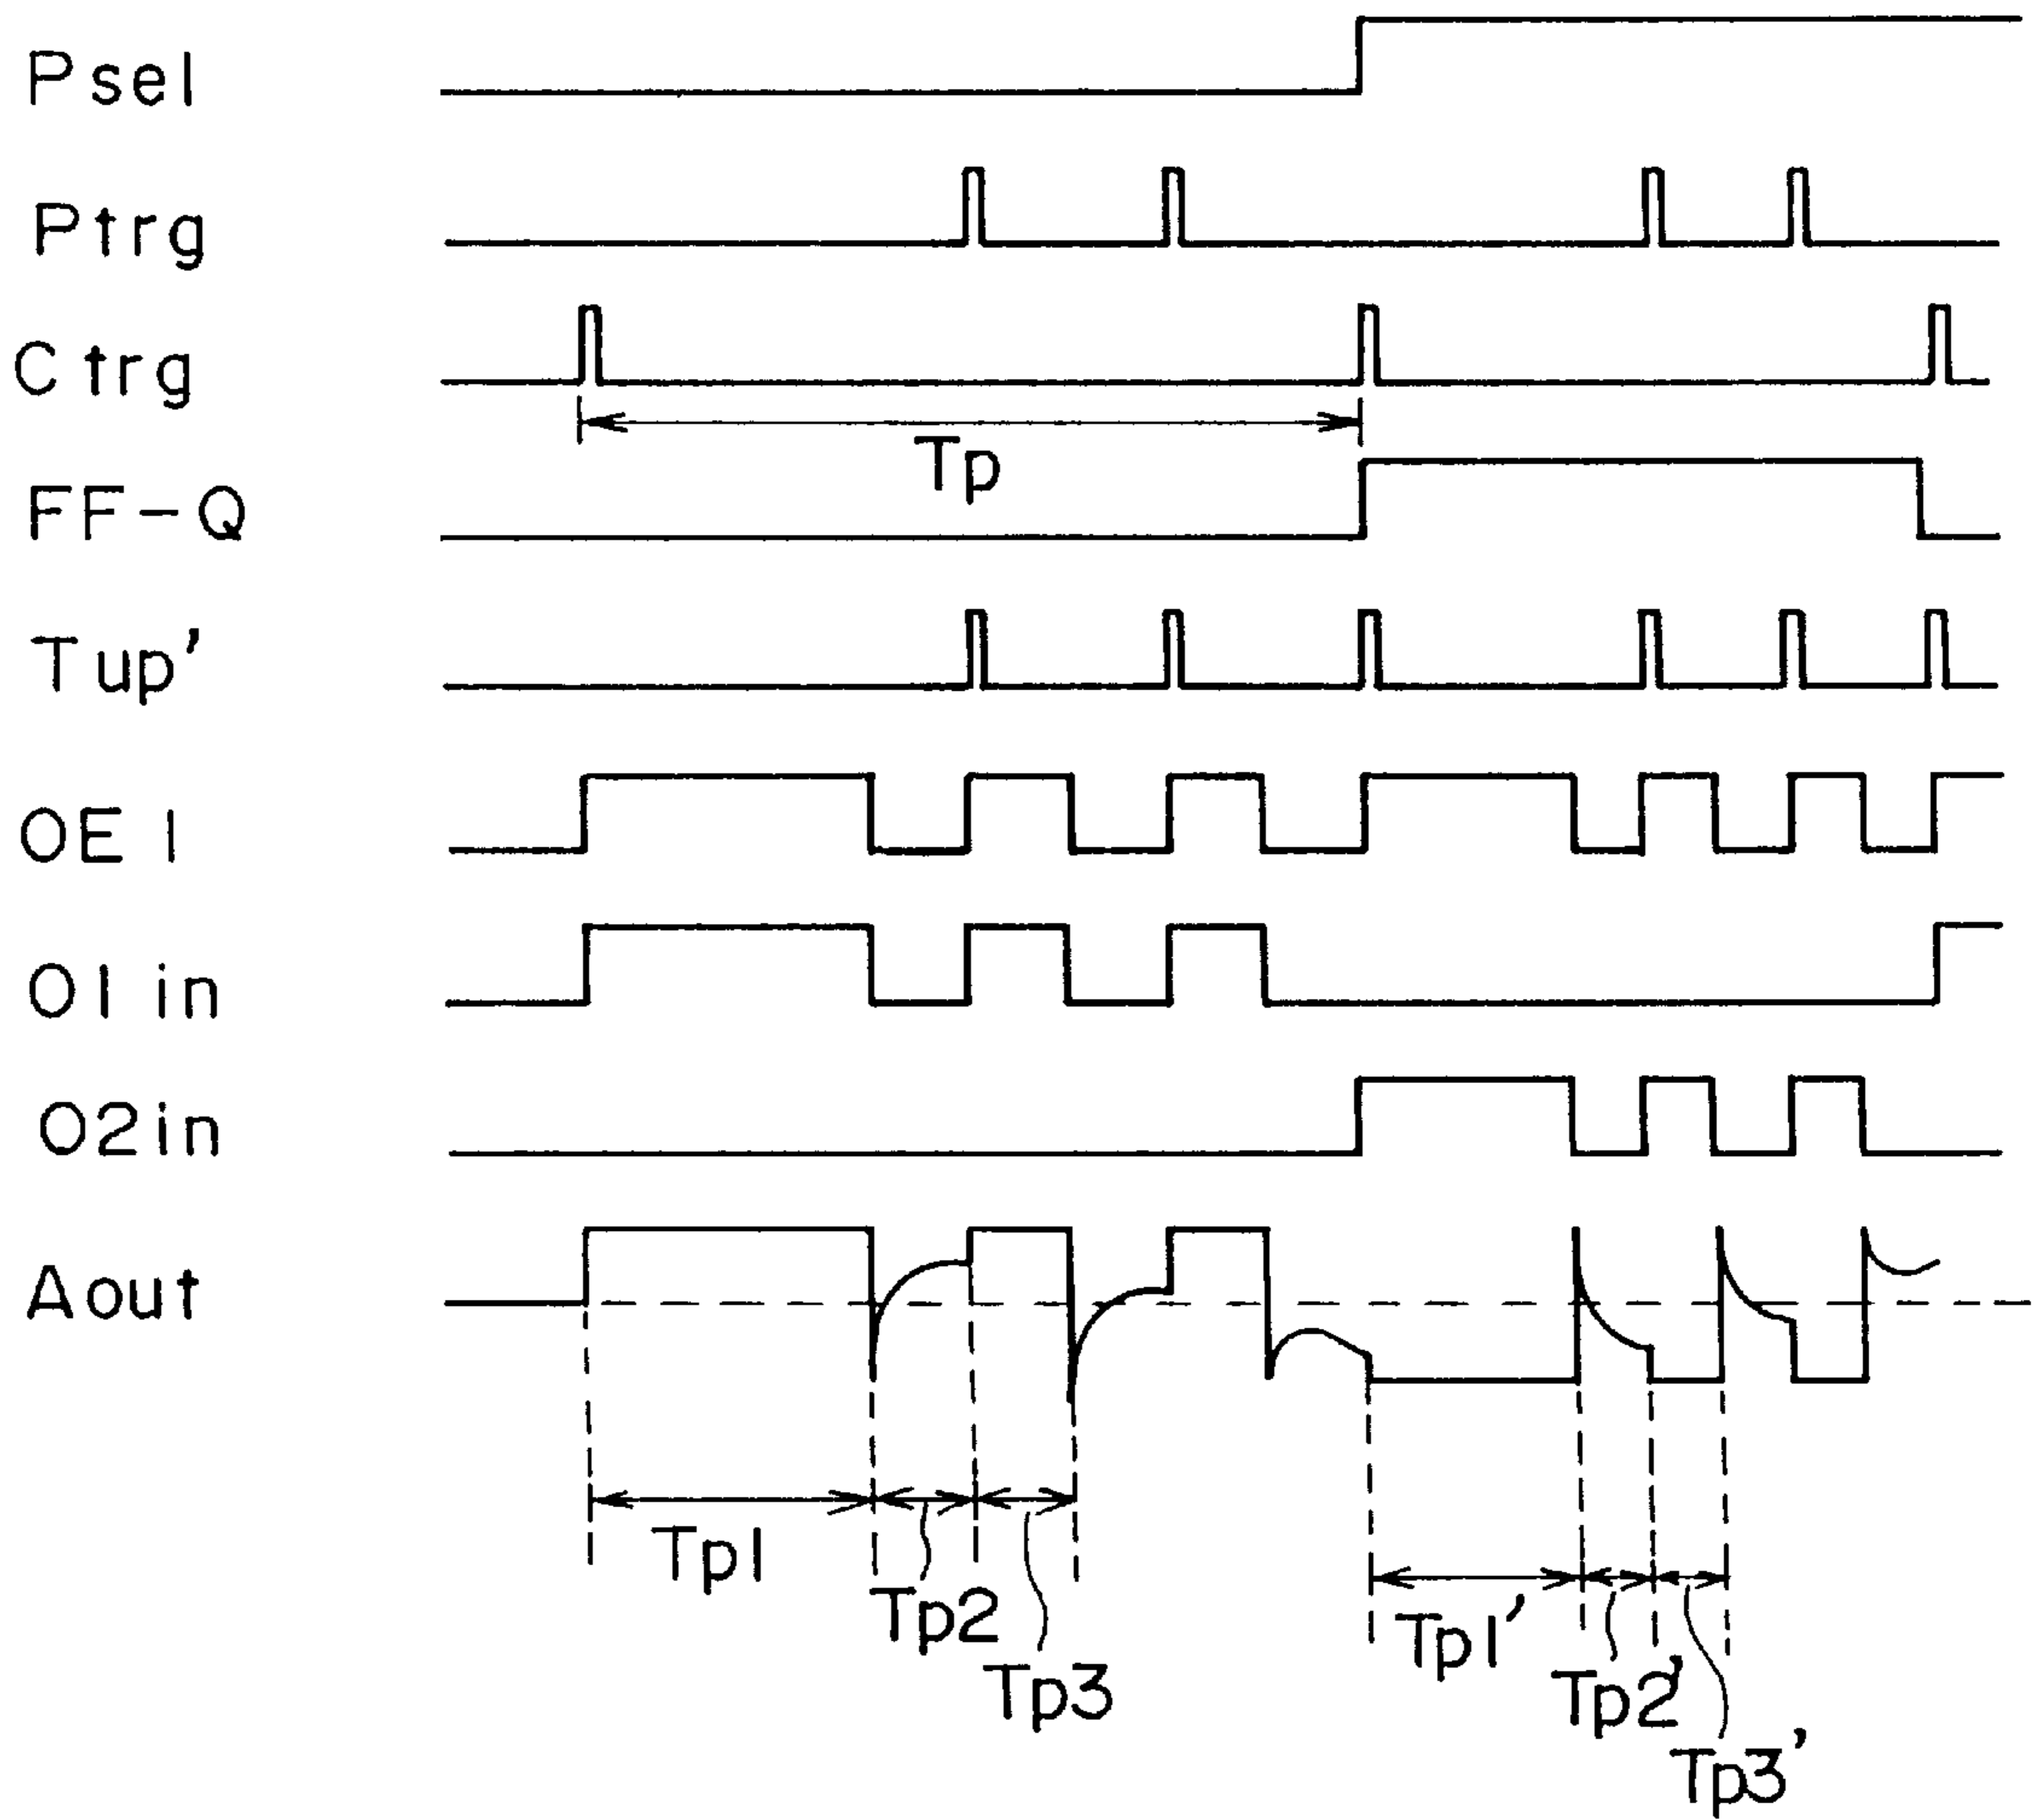 Psel
Ptrg
Ctrg
Tp
FF-Q
Tup'
OE1
O1in
O2in
Aout
Tp1
Tp2
Tp3
Tp1'
Tp2'
Tp3'